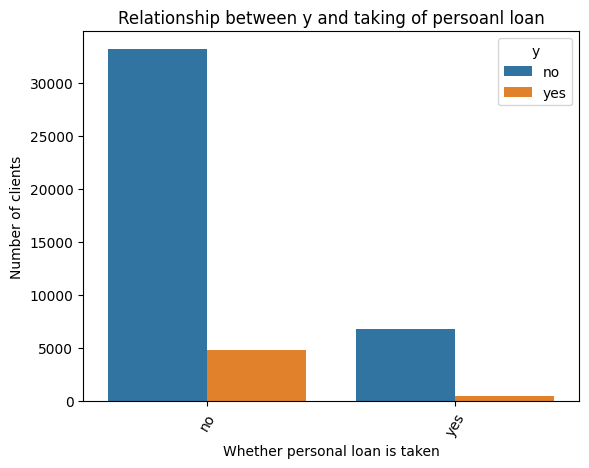 Relationship between y and taking of persoanl loan
y
no
yes
Number of clients
30000
25000
20000
15000
10000
5000
0
no
yes
Whether personal loan is taken